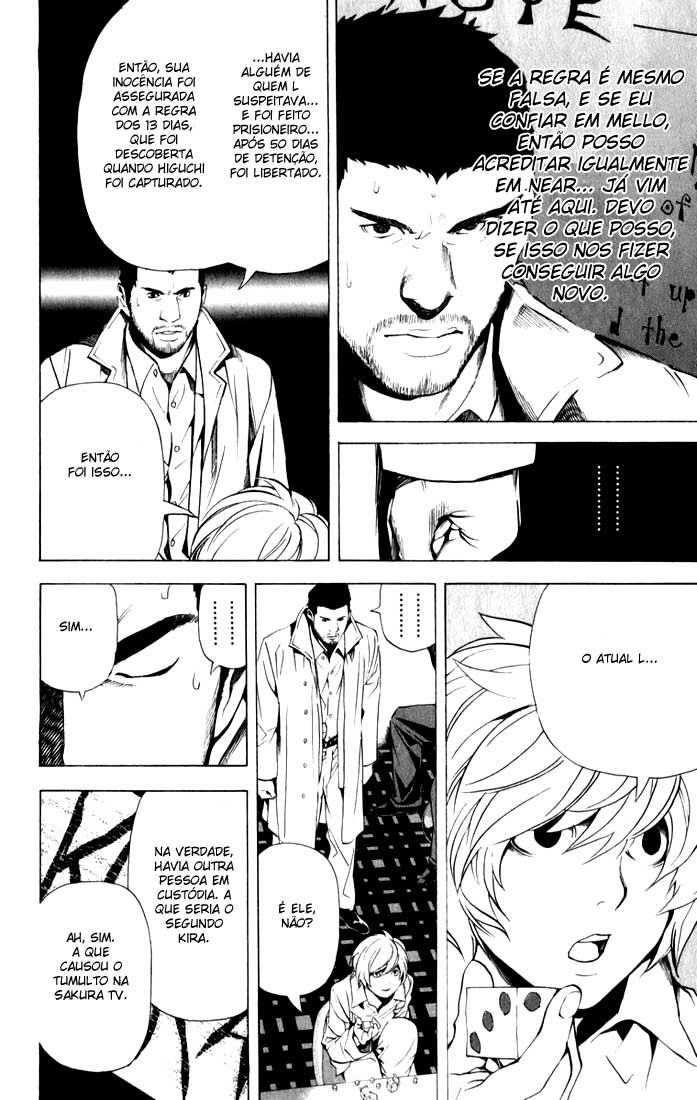 NOTE
SE A REGRA É MESMO
FALSA, E SE EU
CONFIAR EM MELLO,
ENTÃO POSSO
ACREDITAR IGUALMENTE
EM NEAR... JÁ VIM
ATÉ AQUI. DEVO
DIZER O QUE POSSO,
SE ISSO NOS FIZER
CONSEGUIR ALGO
NOVO.
of
up
the
...HAVIA
ALGUÉM DE
QUEM L
SUSPEITAVA...
E FOI FEITO
PRISIONEIRO...
APÓS 50 DIAS
DE DETENÇÃO,
FOI LIBERTADO.
ENTÃO, SUA
INOCÊNCIA FOI
ASSEGURADA
COM A REGRA
DOS 13 DIAS,
QUE FOI
DESCOBERTA
QUANDO HIGUCHI
FOI CAPTURADO.
ENTÃO
FOI ISSO...
O ATUAL L...
É ELE,
NÃO?
SIM...
NA VERDADE,
HAVIA OUTRA
PESSOA EM
CUSTÓDIA. A
QUE SERIA O
SEGUNDO
KIRA.
AH, SIM.
A QUE
CAUSOU O
TUMULTO NA
SAKURA TV.